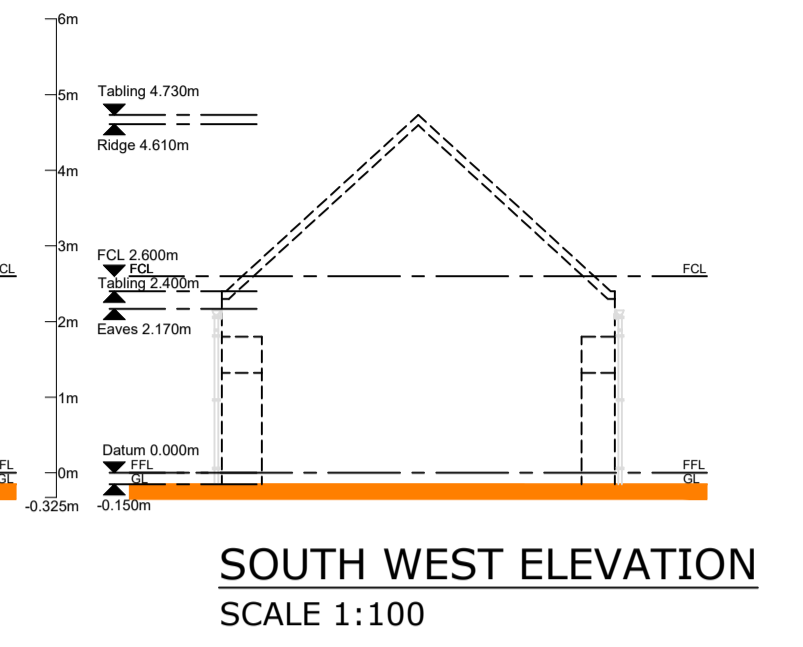 6m
Tabling 4.730m
5m
Ridge 4.610m
4m
3m
FCL 2.600m
CL
FCL
FCL
Tabling 2.400m
2m
Eaves 2.170m
1m
Datum 0.000m
FL
FFL
FFL
0m
GL
GL
GL
-0.325m
-0.150m
SOUTH WEST ELEVATION
SCALE 1:100